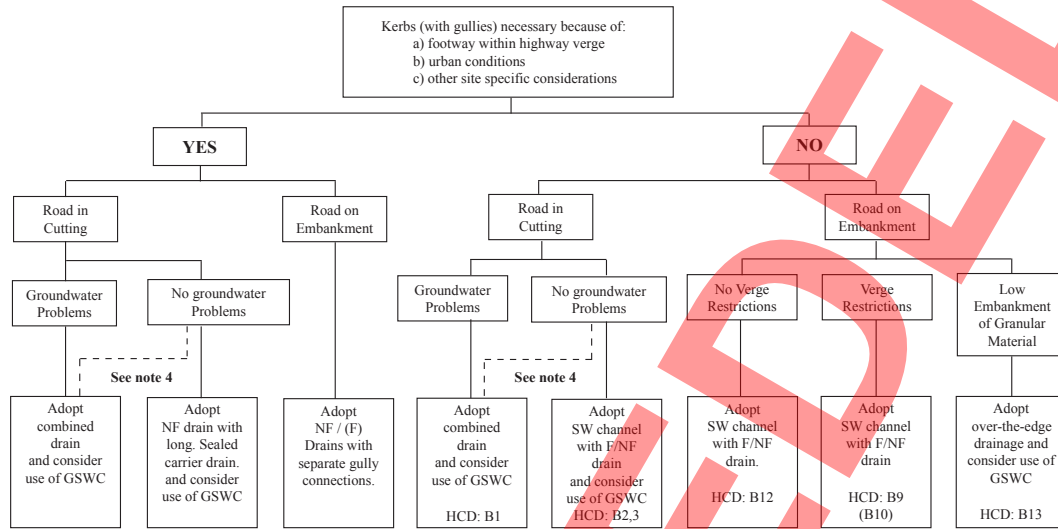 Kerbs (with gullies) necessary because of:
a) footway within highway verge
b) urban conditions
c) other site specific considerations
YES
NO
Road in
Cutting
Road on
Embankment
Road in
Cutting
Road on
Embankment
Groundwater
Problems
No groundwater
Problems
Groundwater
Problems
No groundwater
Problems
No Verge
Restrictions
Verge
Restrictions
Low
Embankment
of Granular
Material
See note 4
See note 4
Adopt
combined
drain
and consider
use of GSWC
Adopt
NF drain with
long. Sealed
carrier drain.
and consider
use of GSWC
Adopt
NF / (F)
Drains with
separate gully
connections.
Adopt
combined
drain
and consider
use of GSWC
HCD: B1
Adopt
SW channel
with F/NF
drain
and consider
use of GSWC
HCD: B2,3
Adopt
SW channel
with F/NF
drain.
HCD: B12
Adopt
SW channel
with F/NF
drain
HCD: B9
(B10)
Adopt
over-the-edge
drainage and
consider use of
GSWC
HCD: B13